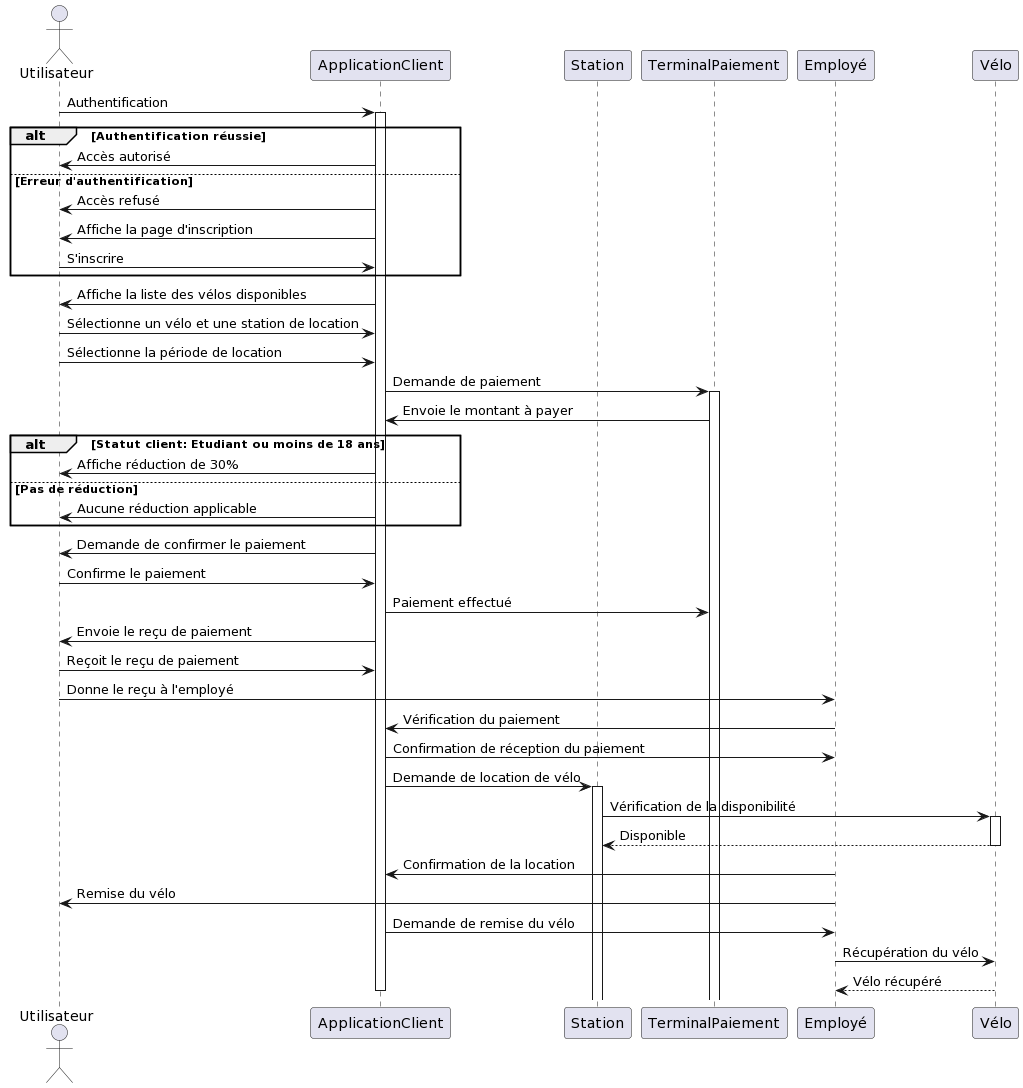 Utilisateur
ApplicationClient
Station
TerminalPaiement
Employé
Vélo
Authentification
alt
[Authentification réussie]
Accès autorisé
[Erreur d'authentification]
Accès refusé
Affiche la page d'inscription
S'inscrire
Affiche la liste des vélos disponibles
Sélectionne un vélo et une station de location
Sélectionne la période de location
Demande de paiement
Envoie le montant à payer
alt
[Statut client: Etudiant ou moins de 18 ans]
Affiche réduction de 30%
[Pas de réduction]
Aucune réduction applicable
Demande de confirmer le paiement
Confirme le paiement
Paiement effectué
Envoie le reçu de paiement
Reçoit le reçu de paiement
Donne le reçu à l'employé
Vérification du paiement
Confirmation de réception du paiement
Demande de location de vélo
Vérification de la disponibilité
Disponible
Confirmation de la location
Remise du vélo
Demande de remise du vélo
Récupération du vélo
Vélo récupéré
Utilisateur
ApplicationClient
Station
TerminalPaiement
Employé
Vélo